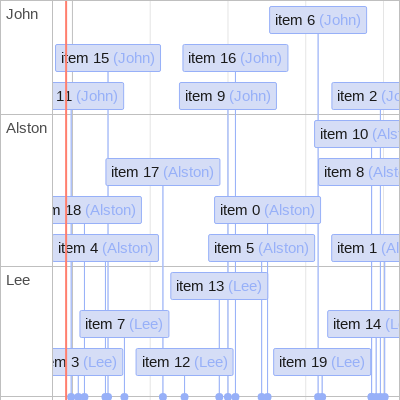 John
item 6 (John)
item 15 (John)
item 16 (John)
11 (John)
item 9 (John)
item 2 (Jo
Alston
item 10 (Als
item 17 (Alston)
item 8 (Alst
m 18 (Alston)
item 0 (Alston)
item 4 (Alston)
item 5 (Alston)
item 1 (Al
Lee
item 13 (Lee)
item 7 (Lee)
item 14 (L
em 3 (Lee)
item 12 (Lee)
item 19 (Lee)